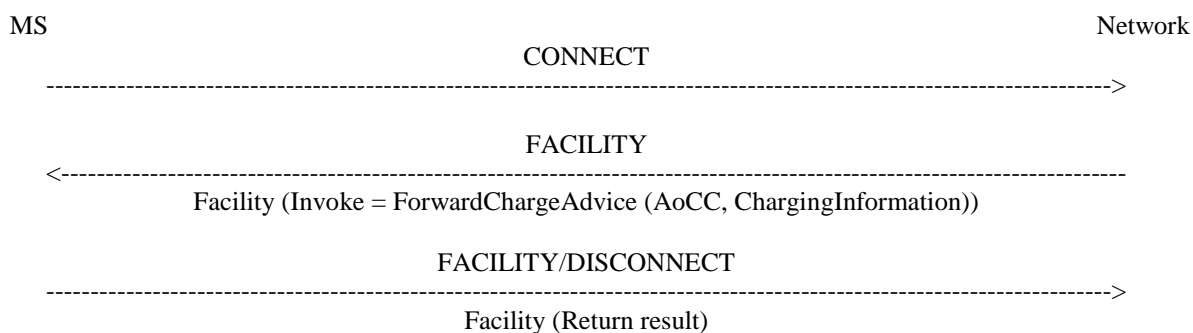 MS Network
CONNECT
------------------------------------------------------------------------------------------------------------------------>
FACILITY
<------------------------------------------------------------------------------------------------------------------------
Facility (Invoke = ForwardChargeAdvice (AoCC, ChargingInformation))
FACILITY/DISCONNECT
------------------------------------------------------------------------------------------------------------------------>
Facility (Return result)